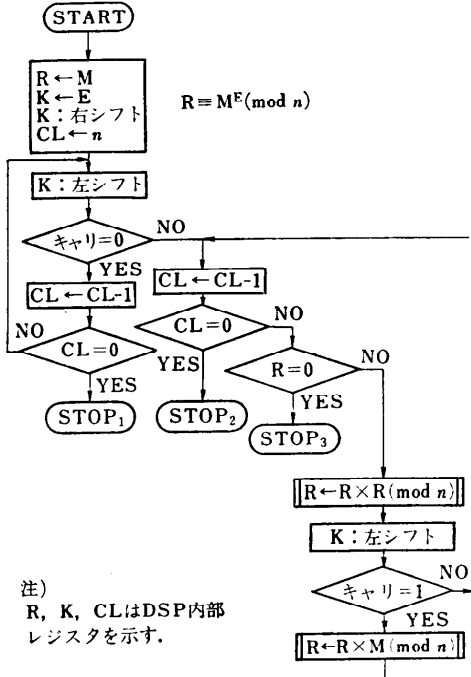 START
R←M
K←E
K：右シフト
CL←n
R≡M^E(mod n)
K：左シフト
キャリ=0
NO
YES
CL←CL-1
CL←CL-1
NO
CL=0
YES
STOP₁
CL=0
NO
YES
STOP₂
R=0
NO
YES
STOP₃
R←R×R(mod n)
K：左シフト
キャリ=1
NO
YES
R←R×M(mod n)
注)
R，K，CLはDSP内部
レジスタを示す．